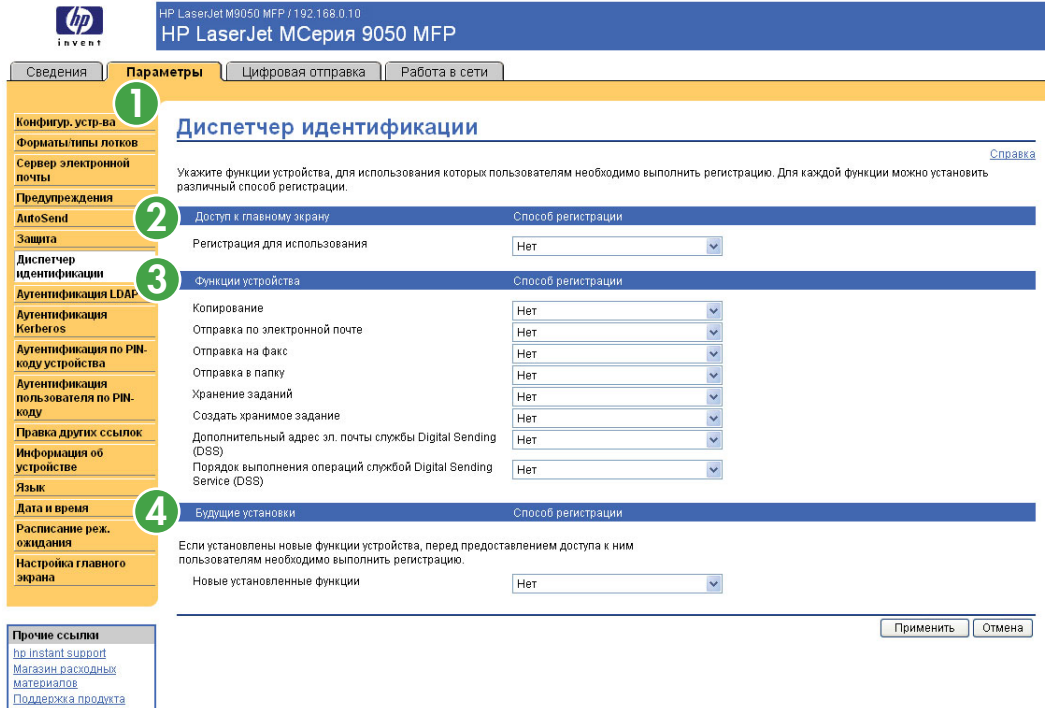 hp
invent
HP LaserJet M9050 MFP / 192.168.0.10
HP LaserJet MСерия 9050 MFP
Сведения
Параметры
Цифровая отправка
Работа в сети
1
Конфигур. устр-ва
Форматы/типы лотков
Сервер электронной
почты
Предупреждения
AutoSend
Защита
Диспетчер
идентификации
Аутентификация LDAP
Аутентификация
Kerberos
Аутентификация по PIN-
коду устройства
Аутентификация
пользователя по PIN-
коду
Правка других ссылок
Информация об
устройстве
Язык
Дата и время
Расписание реж.
ожидания
Настройка главного
экрана
Прочие ссылки
hp instant support
Магазин расходных
материалов
Поддержка продукта
Диспетчер идентификации
Справка
Укажите функции устройства, для использования которых пользователям необходимо выполнить регистрацию. Для каждой функции можно установить
различный способ регистрации.
2
Доступ к главному экрану Способ регистрации
Регистрация для использования Нет
3
Функции устройства Способ регистрации
Копирование Нет
Отправка по электронной почте Нет
Отправка на факс Нет
Отправка в папку Нет
Хранение заданий Нет
Создать хранимое задание Нет
Дополнительный адрес эл. почты службы Digital Sending
(DSS) Нет
Порядок выполнения операций службой Digital Sending
Service (DSS) Нет
4
Будущие установки Способ регистрации
Если установлены новые функции устройства, перед предоставлением доступа к ним
пользователям необходимо выполнить регистрацию.
Новые установленные функции Нет
Применить Отмена